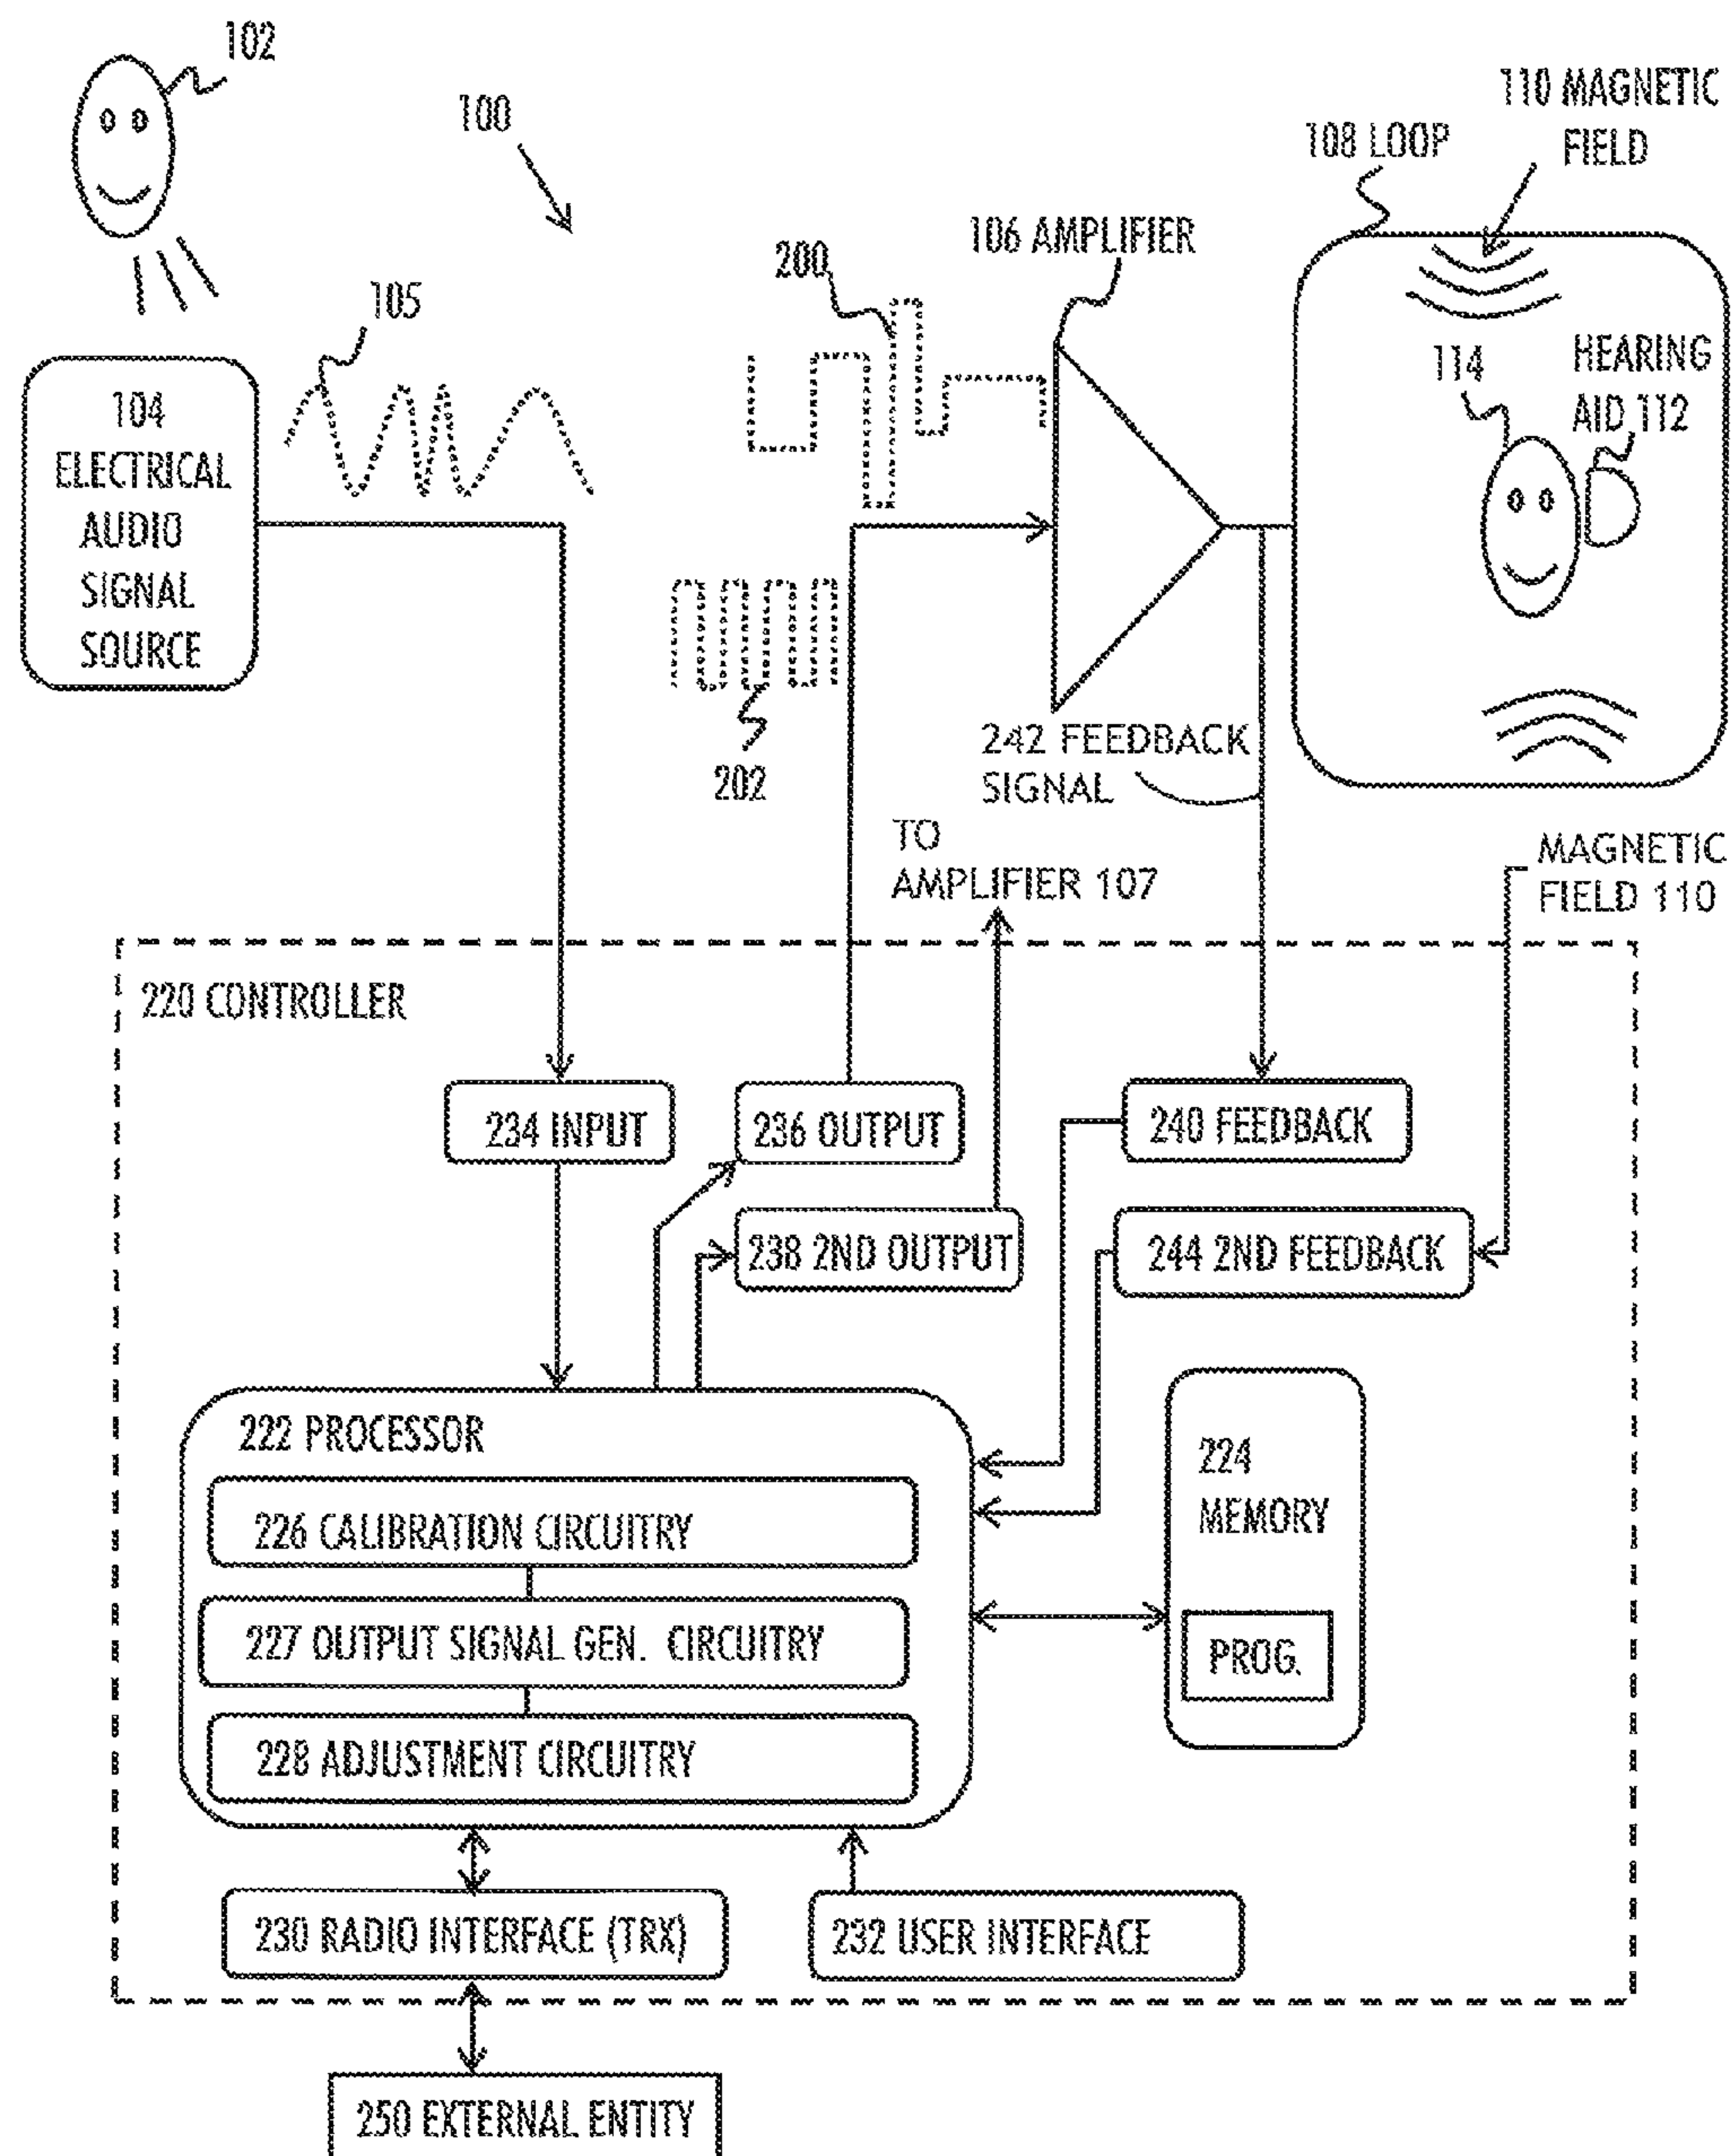 102
100
110 MAGNETIC
FIELD
108 LOOP
105
200
106 AMPLIFIER
104
ELECTRICAL
AUDIO
SIGNAL
SOURCE
114
HEARING
AID 112
202
242 FEEDBACK
SIGNAL
TO
AMPLIFIER 107
MAGNETIC
FIELD 110
220 CONTROLLER
234 INPUT
236 OUTPUT
240 FEEDBACK
238 2ND OUTPUT
244 2ND FEEDBACK
222 PROCESSOR
226 CALIBRATION CIRCUITRY
227 OUTPUT SIGNAL GEN. CIRCUITRY
228 ADJUSTMENT CIRCUITRY
224
MEMORY
PROG.
230 RADIO INTERFACE (TRX)
232 USER INTERFACE
250 EXTERNAL ENTITY